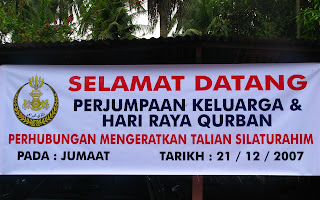 SELAMAT DATANG
PERJUMPAAN KELUARGA &
HARI RAYA QURBAN
PERHUBUNGAN MENGERATKAN TALIAN SILATURAHIM
PADA : JUMAAT TARIKH : 21 / 12 / 2007